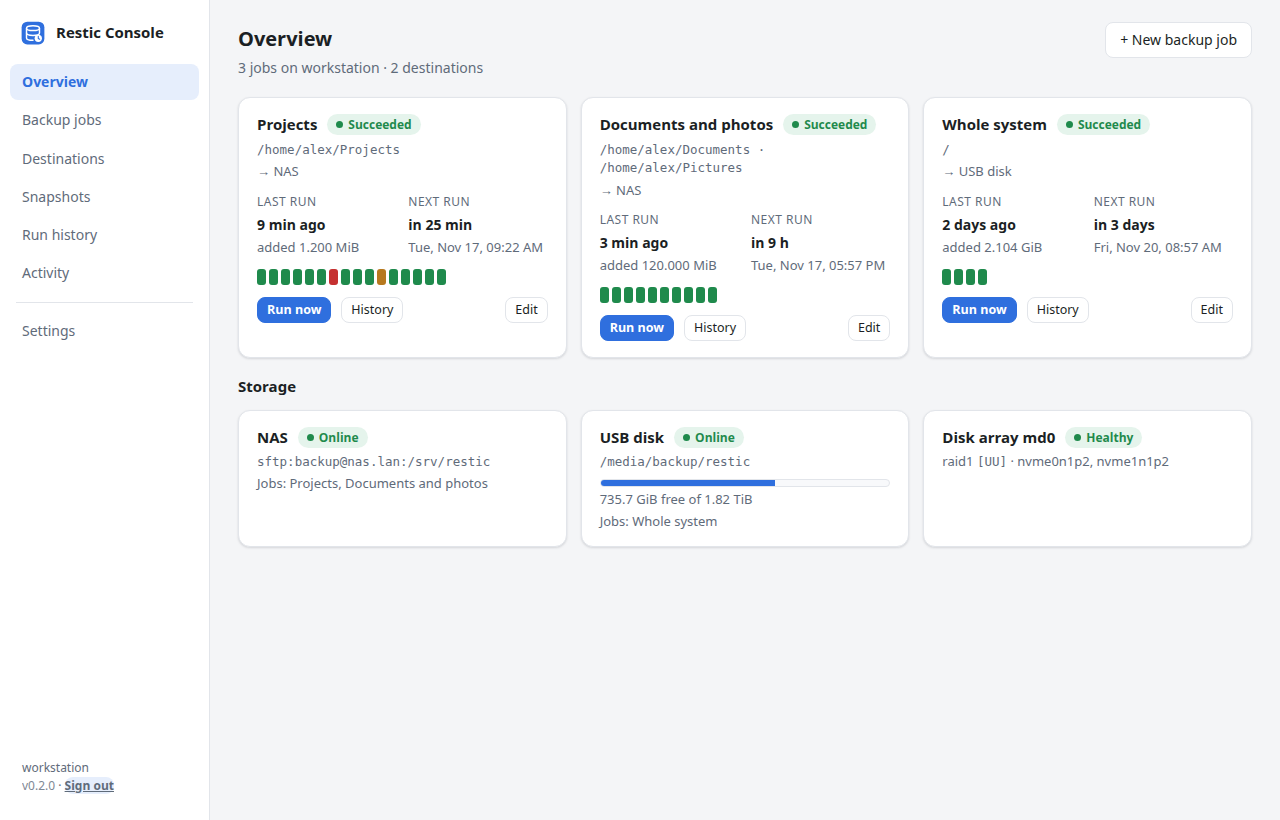 Restic Console
Overview
Backup jobs
Destinations
Snapshots
Run history
Activity
Settings
workstation
v0.2.0 · Sign out
Overview
+ New backup job
3 jobs on workstation · 2 destinations
Projects
Succeeded
/home/alex/Projects
→ NAS
LAST RUN
NEXT RUN
9 min ago
in 25 min
added 1.200 MiB
Tue, Nov 17, 09:22 AM
Run now
History
Edit
Documents and photos
Succeeded
/home/alex/Documents ·
/home/alex/Pictures
→ NAS
LAST RUN
NEXT RUN
3 min ago
in 9 h
added 120.000 MiB
Tue, Nov 17, 05:57 PM
Run now
History
Edit
Whole system
Succeeded
/
→ USB disk
LAST RUN
NEXT RUN
2 days ago
in 3 days
added 2.104 GiB
Fri, Nov 20, 08:57 AM
Run now
History
Edit
Storage
NAS
Online
sftp:backup@nas.lan:/srv/restic
Jobs: Projects, Documents and photos
USB disk
Online
/media/backup/restic
735.7 GiB free of 1.82 TiB
Jobs: Whole system
Disk array md0
Healthy
raid1 [UU] · nvme0n1p2, nvme1n1p2